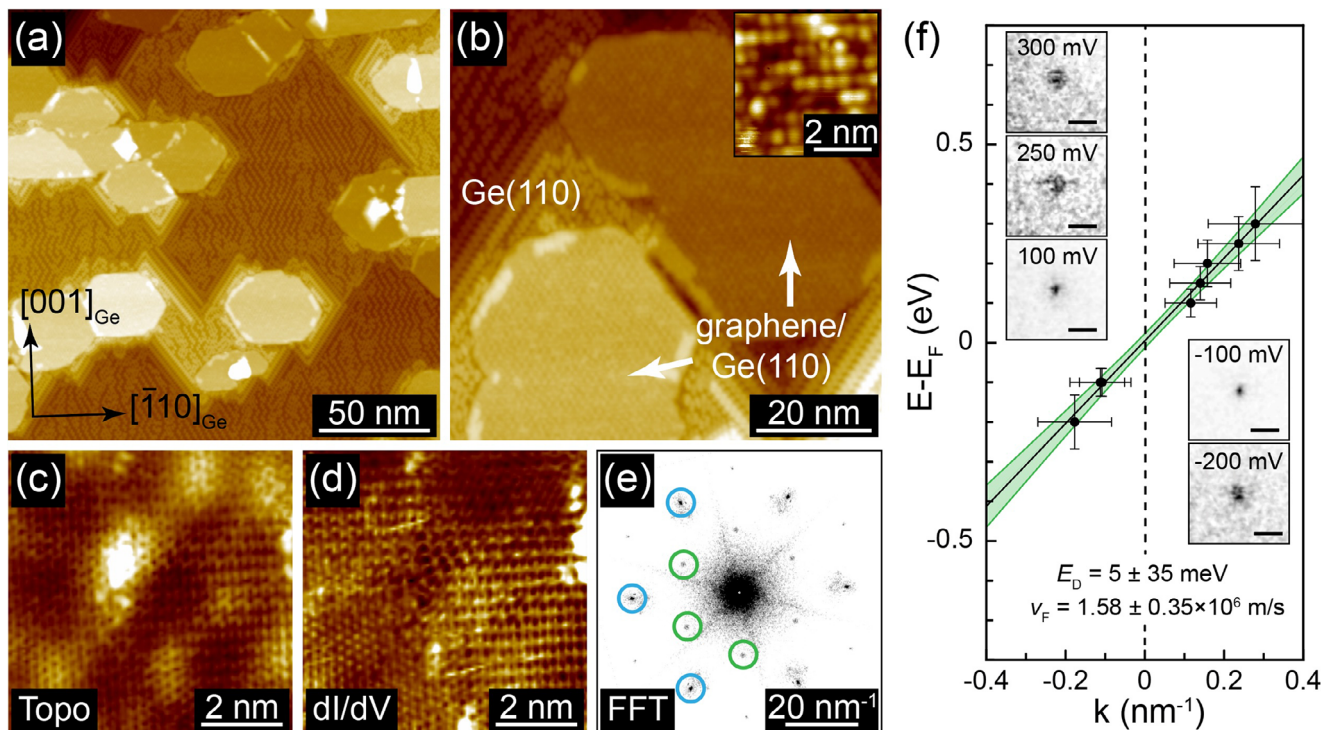 (a)
[001]Ge
[1̄10]Ge
50 nm
(b)
2 nm
Ge(110)
graphene/
Ge(110)
20 nm
(c)
Topo
2 nm
(d)
dI/dV
2 nm
(e)
FFT
20 nm⁻¹
(f)
300 mV
250 mV
100 mV
-100 mV
-200 mV
E-EF (eV)
0.5
0
-0.5
ED = 5 ± 35 meV
vF = 1.58 ± 0.35×10⁶ m/s
-0.4 -0.2 0 0.2 0.4
k (nm⁻¹)